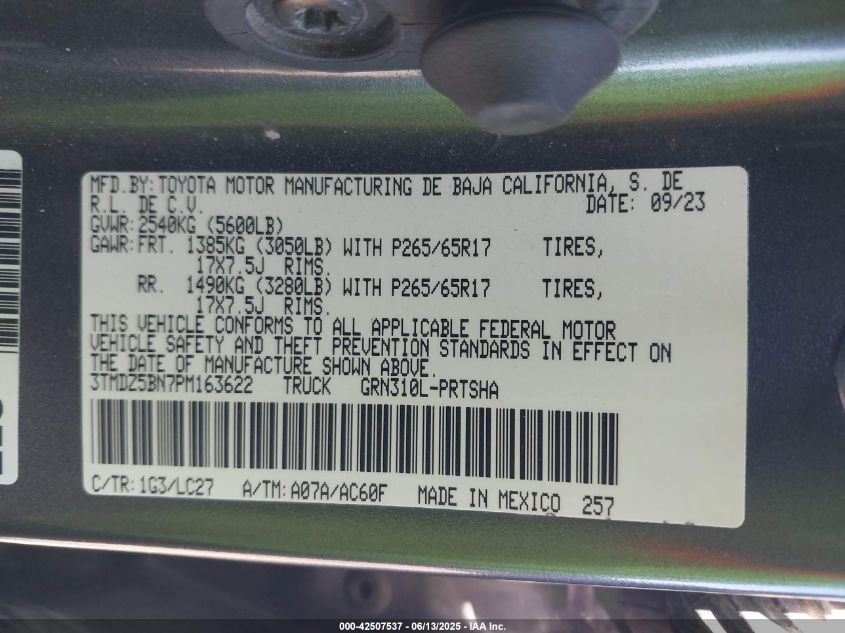 MFD.BY:TOYOTA MOTOR MANUFACTURING DE BAJA CALIFORNIA, S. DE
R.L. DE C.V. DATE: 09/23
GVWR:2540KG (5600LB)
GAWR:FRT. 1385KG (3050LB) WITH P265/65R17 TIRES,
17X7.5J RIMS.
RR. 1490KG (3280LB) WITH P265/65R17 TIRES,
17X7.5J RIMS.
THIS VEHICLE CONFORMS TO ALL APPLICABLE FEDERAL MOTOR
VEHICLE SAFETY AND THEFT PREVENTION STANDARDS IN EFFECT ON
THE DATE OF MANUFACTURE SHOWN ABOVE.
3TMDZ5BN7PM163622 TRUCK GRN310L-PRTSHA
C/TR:1G3/LC27 A/TM:A07A/AC60F MADE IN MEXICO 257
000-42507537 - 06/13/2025 - IAA Inc.